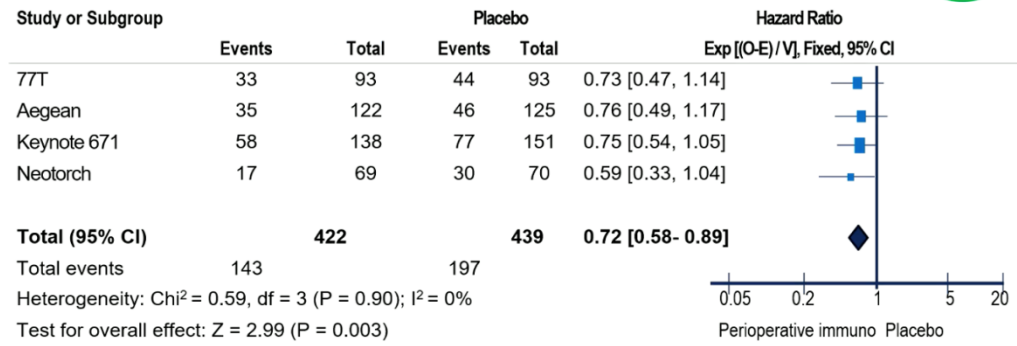 Study or Subgroup Placebo Hazard Ratio
Events Total Events Total Exp [(O-E) / V], Fixed, 95% CI
77T 33 93 44 93 0.73 [0.47, 1.14]
Aegean 35 122 46 125 0.76 [0.49, 1.17]
Keynote 671 58 138 77 151 0.75 [0.54, 1.05]
Neotorch 17 69 30 70 0.59 [0.33, 1.04]
Total (95% CI) 422 439 0.72 [0.58- 0.89]
Total events 143 197
Heterogeneity: Chi² = 0.59, df = 3 (P = 0.90); I² = 0%
0.05 0.2 1 5 20
Test for overall effect: Z = 2.99 (P = 0.003)
Perioperative immuno Placebo